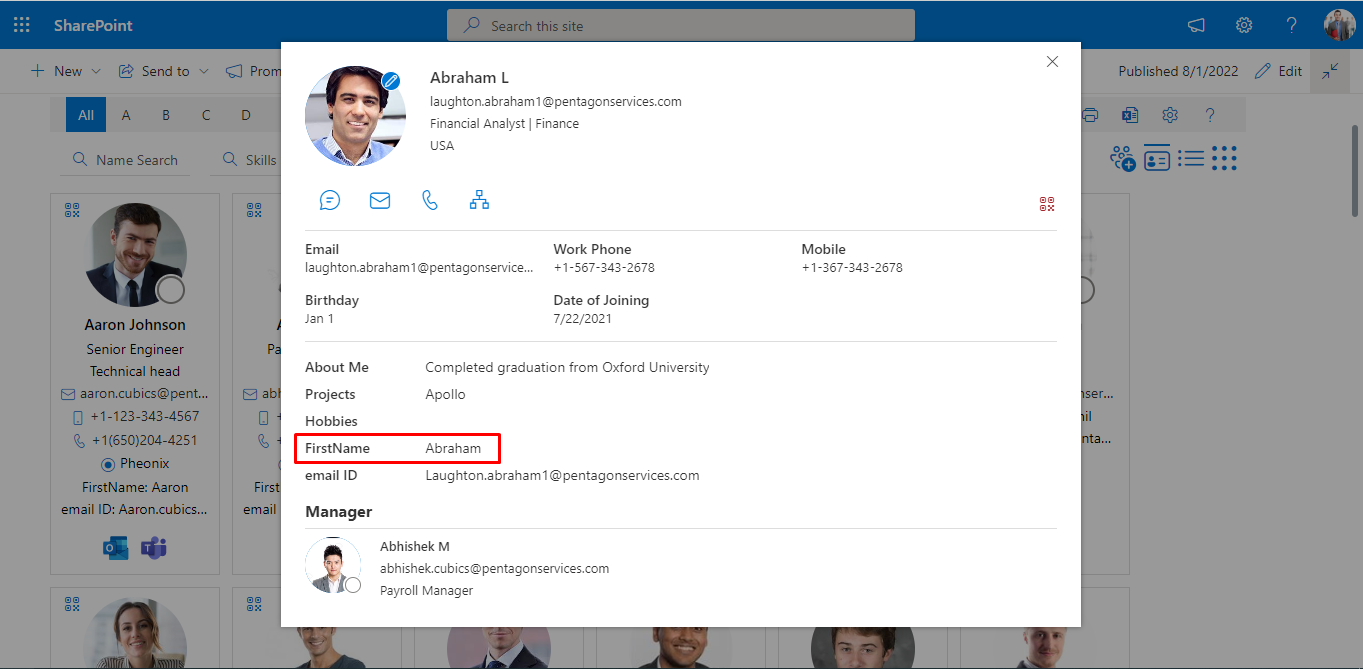 SharePoint
Search this site
New
Send to
Prom
Published 8/1/2022
Edit
All
A
B
C
D
Name Search
Skills
Aaron Johnson
Senior Engineer
Technical head
aaron.cubics@pent...
+1-123-343-4567
+1(650)204-4251
Pheonix
FirstName: Aaron
email ID: Aaron.cubics...
Pa
abh
First
email
Abraham L
laughton.abraham1@pentagonservices.com
Financial Analyst | Finance
USA
Email
Work Phone
Mobile
laughton.abraham1@pentagonservice...
+1-567-343-2678
+1-367-343-2678
Birthday
Date of Joining
Jan 1
7/22/2021
About Me Completed graduation from Oxford University
Projects Apollo
Hobbies
FirstName Abraham
email ID Laughton.abraham1@pentagonservices.com
Manager
Abhishek M
abhishek.cubics@pentagonservices.com
Payroll Manager
nser...
nil
nta...